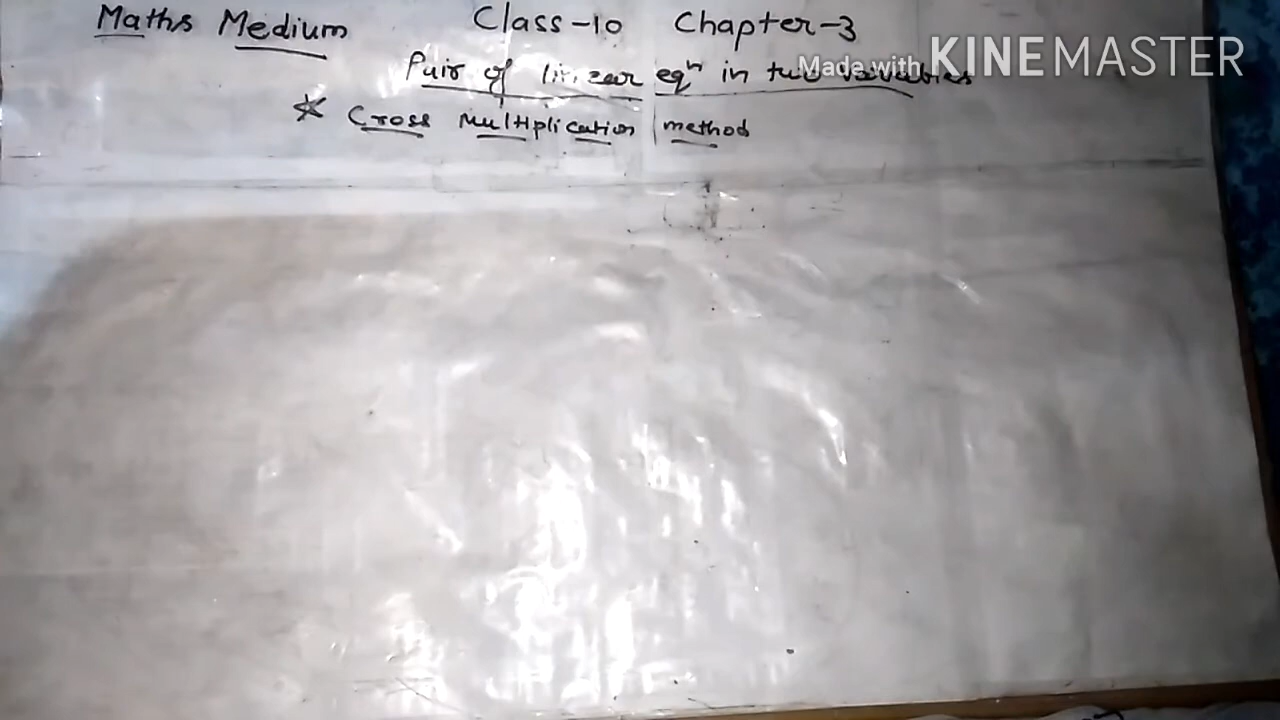 Maths Medium Class-10 Chapter-3
Pair of linear eqn in two variables
Made with KINEMASTER
* Cross Multiplication method